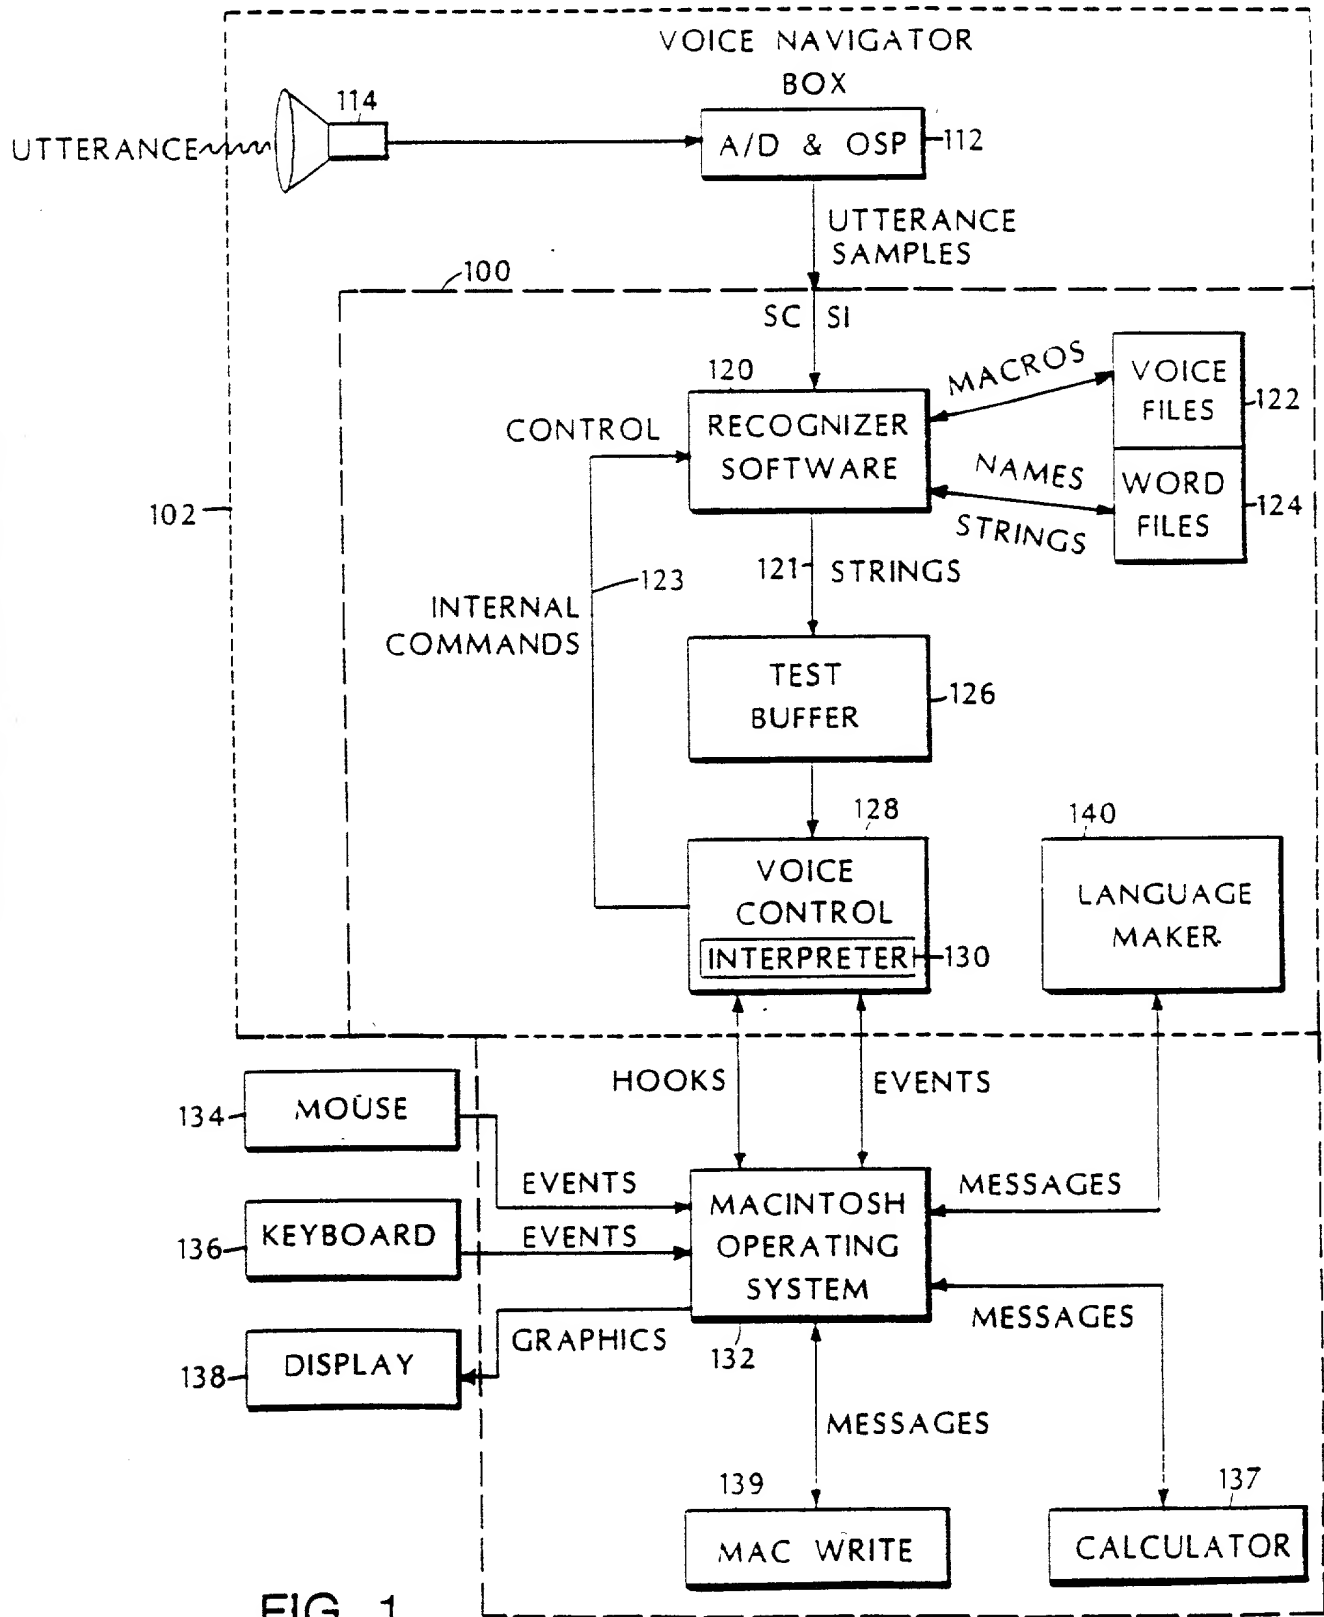 VOICE NAVIGATOR
BOX
114
UTTERANCE
A/D & OSP
112
UTTERANCE
SAMPLES
100
SC SI
120
MACROS
VOICE
FILES
122
CONTROL
RECOGNIZER
SOFTWARE
NAMES
STRINGS
WORD
FILES
124
102
121
STRINGS
123
INTERNAL
COMMANDS
TEST
BUFFER
126
128
140
VOICE
CONTROL
INTERPRETER
130
LANGUAGE
MAKER
HOOKS
EVENTS
134
MOUSE
EVENTS
MESSAGES
136
KEYBOARD
EVENTS
MACINTOSH
OPERATING
SYSTEM
132
MESSAGES
GRAPHICS
138
DISPLAY
MESSAGES
139
137
MAC WRITE
CALCULATOR
FIG. 1